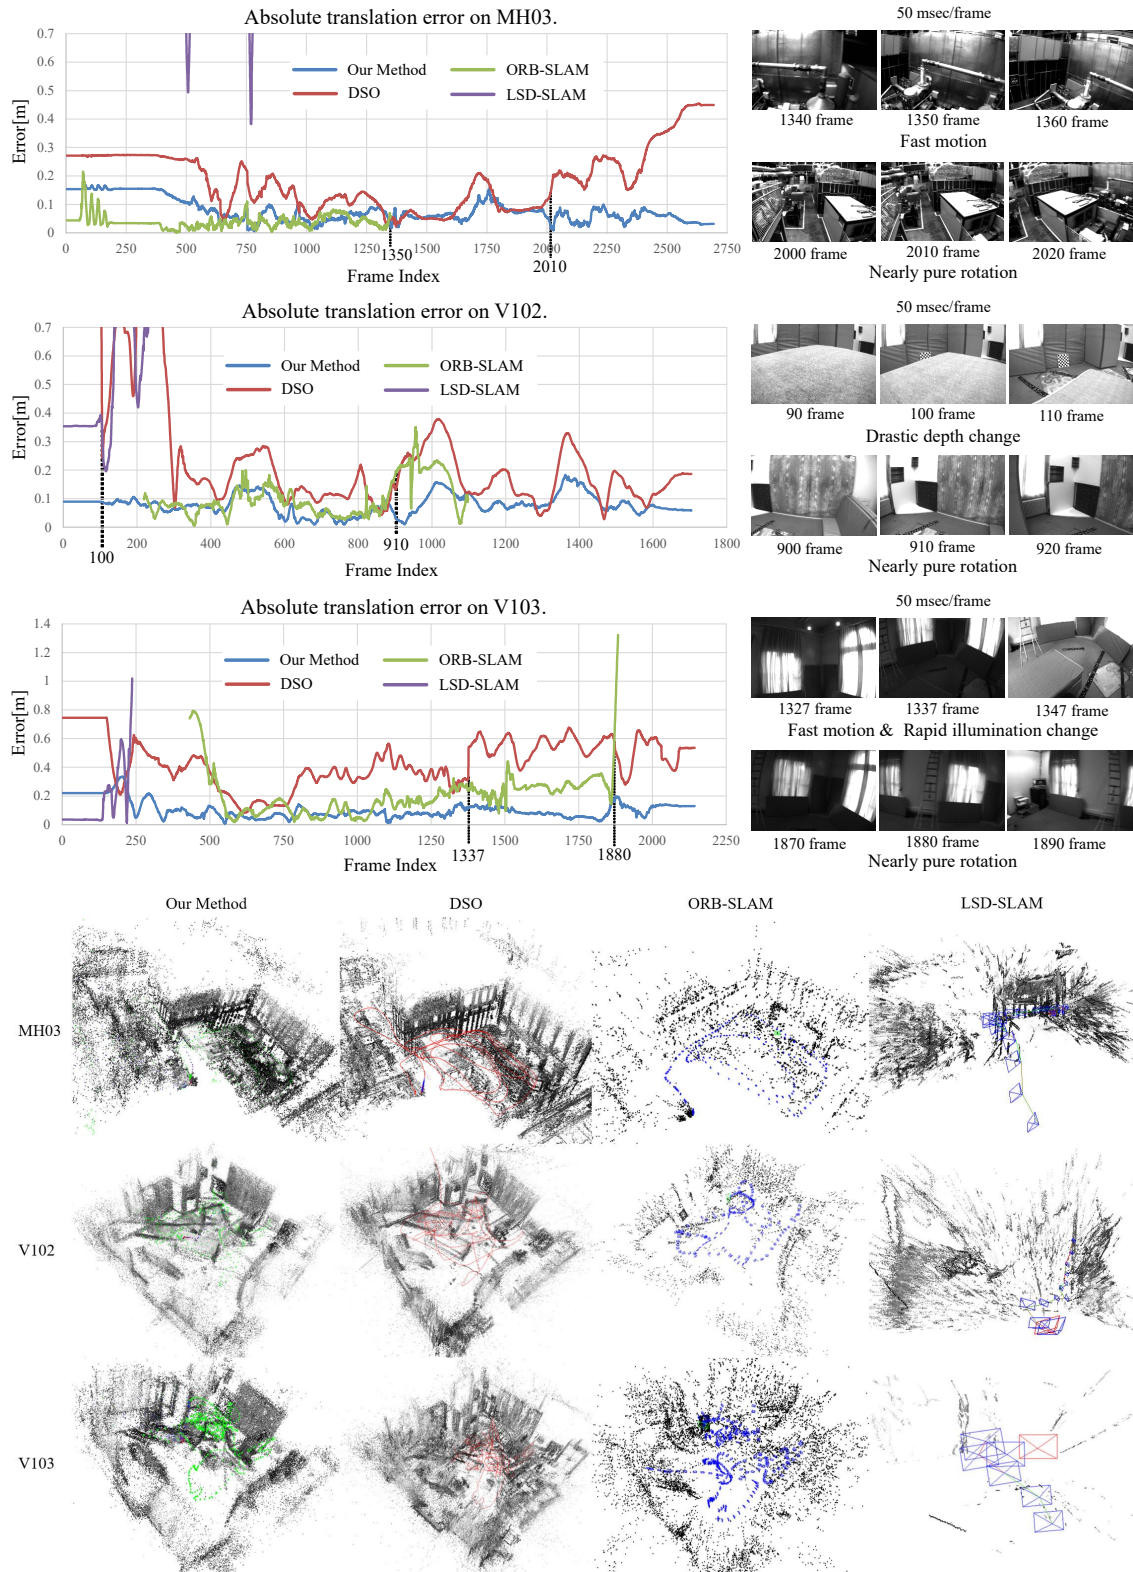 Absolute translation error on MH03.
Error[m]
0.7
0.6
0.5
0.4
0.3
0.2
0.1
0
Our Method
ORB-SLAM
DSO
LSD-SLAM
0 250 500 750 1000 1250 1500 1750 2000 2250 2500 2750
1350
2010
Frame Index
50 msec/frame
1340 frame 1350 frame 1360 frame
Fast motion
2000 frame 2010 frame 2020 frame
Nearly pure rotation
Absolute translation error on V102.
Error[m]
0.7
0.6
0.5
0.4
0.3
0.2
0.1
0
Our Method
ORB-SLAM
DSO
LSD-SLAM
0 200 400 600 800 1000 1200 1400 1600 1800
100
910
Frame Index
50 msec/frame
90 frame 100 frame 110 frame
Drastic depth change
900 frame 910 frame 920 frame
Nearly pure rotation
Absolute translation error on V103.
Error[m]
1.4
1.2
1
0.8
0.6
0.4
0.2
0
Our Method
ORB-SLAM
DSO
LSD-SLAM
0 250 500 750 1000 1250 1500 1750 2000 2250
1337
1880
Frame Index
50 msec/frame
1327 frame 1337 frame 1347 frame
Fast motion & Rapid illumination change
1870 frame 1880 frame 1890 frame
Nearly pure rotation
Our Method DSO ORB-SLAM LSD-SLAM
MH03
V102
V103